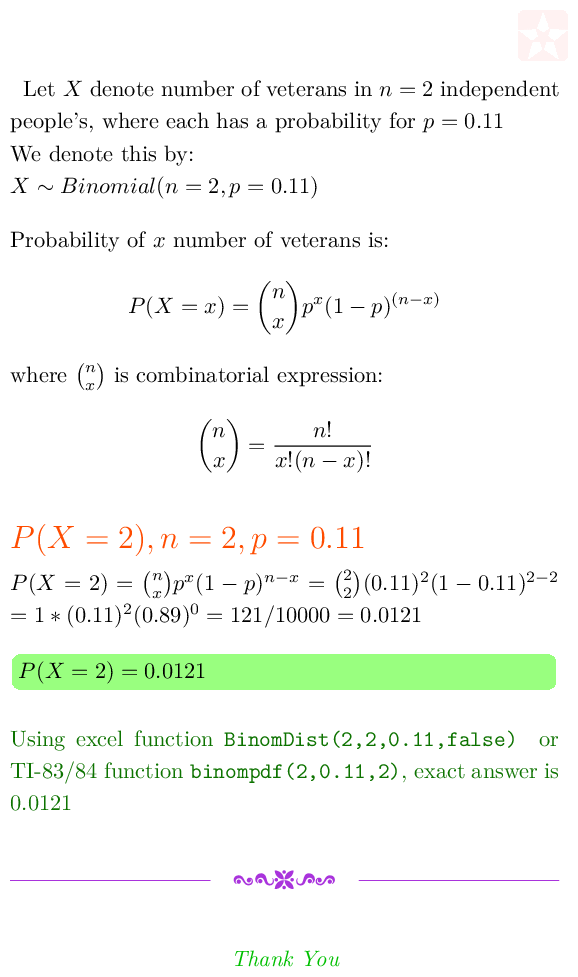 Let X denote number of veterans in n = 2 independent
people's, where each has a probability for p = 0.11
We denote this by:
X ∼ Binomial(n = 2, p = 0.11)
Probability of x number of veterans is:
P(X = x) = \binom{n}{x} p^x (1 − p)^{(n−x)}
where \binom{n}{x} is combinatorial expression:
\binom{n}{x} = \frac{n!}{x!(n − x)!}
P(X = 2), n = 2, p = 0.11
P(X = 2) = \binom{n}{x} p^x (1 − p)^{n−x} = \binom{2}{2} (0.11)^2 (1 − 0.11)^{2−2}
= 1 ∗ (0.11)^2 (0.89)^0 = 121/10000 = 0.0121
P(X = 2) = 0.0121
Using excel function BinomDist(2,2,0.11,false) or
TI-83/84 function binompdf(2,0.11,2), exact answer is
0.0121
Thank You